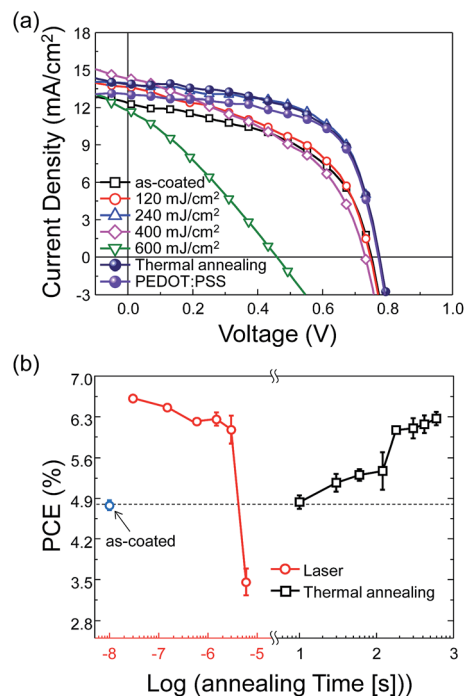 (a)
Current Density (mA/cm²)
18
15
12
9
6
3
0
-3
as-coated
120 mJ/cm²
240 mJ/cm²
400 mJ/cm²
600 mJ/cm²
Thermal annealing
PEDOT:PSS
0.0 0.2 0.4 0.6 0.8 1.0
Voltage (V)
(b)
PCE (%)
7.0
6.3
5.6
4.9
4.2
3.5
2.8
as-coated
Laser
Thermal annealing
-8 -7 -6 -5 1 2 3
Log (annealing Time [s]))